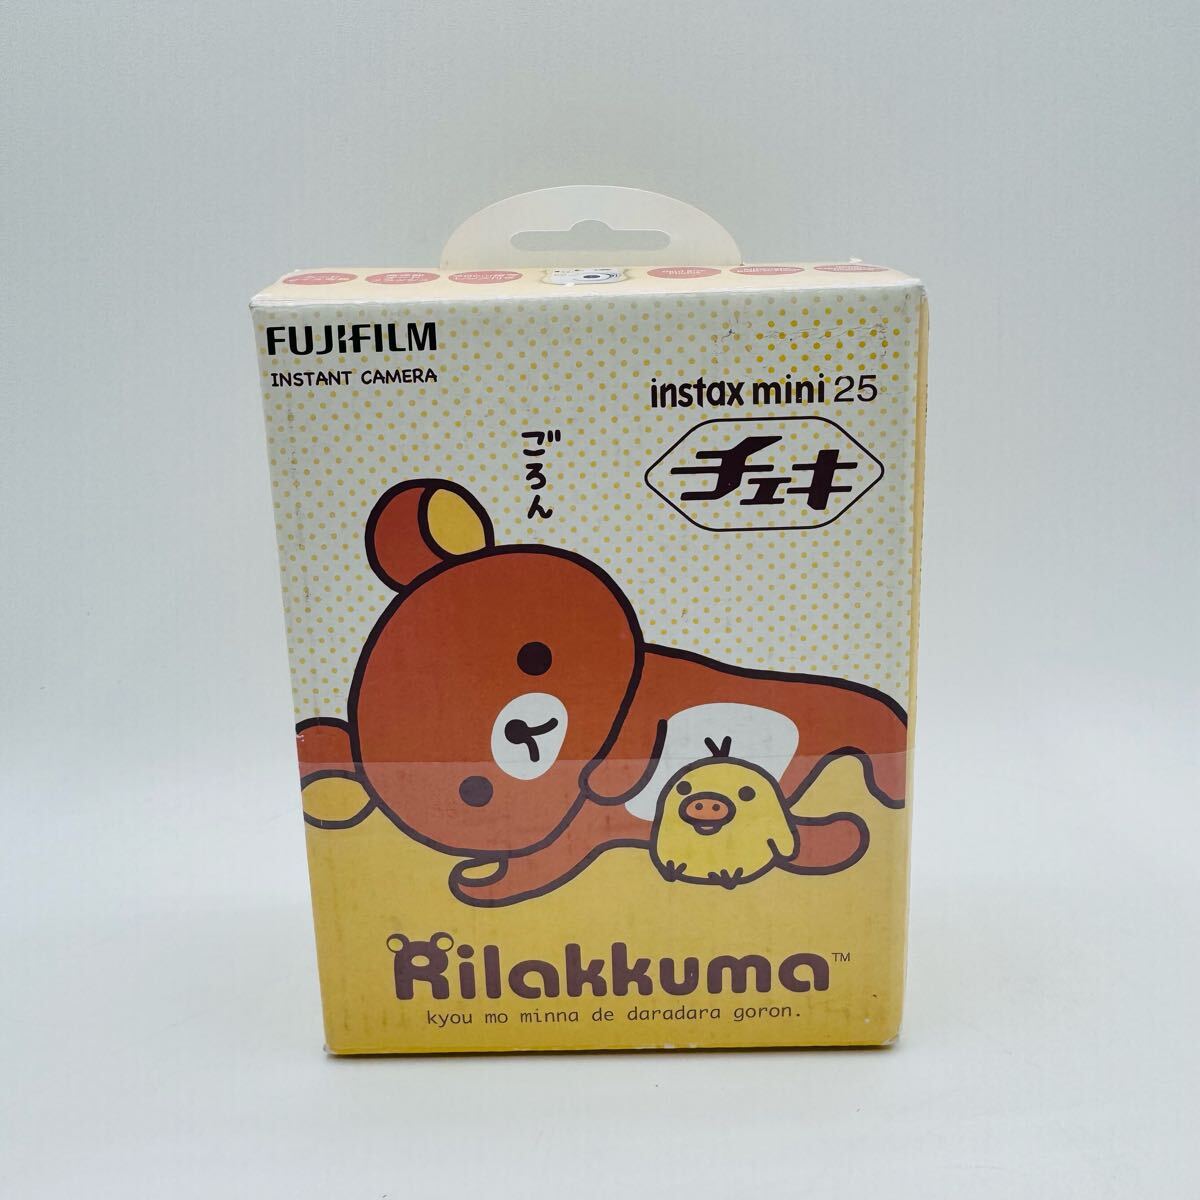 FUJIFILM
INSTANT CAMERA
instax mini 25
チェキ
ごろん
Rilakkuma™
kyou mo minna de daradara goron.